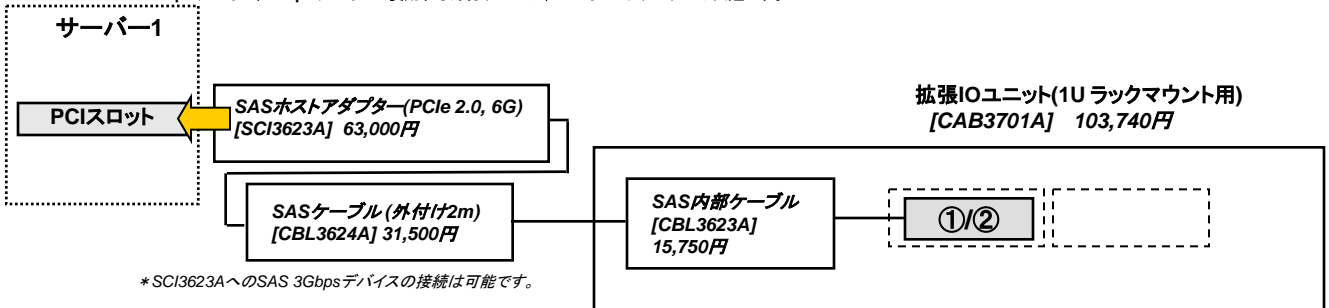 サーバー1
PCIスロット
SASホストアダプター(PCIe 2.0, 6G)
[SCI3623A] 63,000円
拡張IOユニット(1U ラックマウント用)
[CAB3701A] 103,740円
SASケーブル (外付け2m)
[CBL3624A] 31,500円
SAS内部ケーブル
[CBL3623A]
15,750円
①/②
*SCI3623AへのSAS 3Gbpsデバイスの接続は可能です。